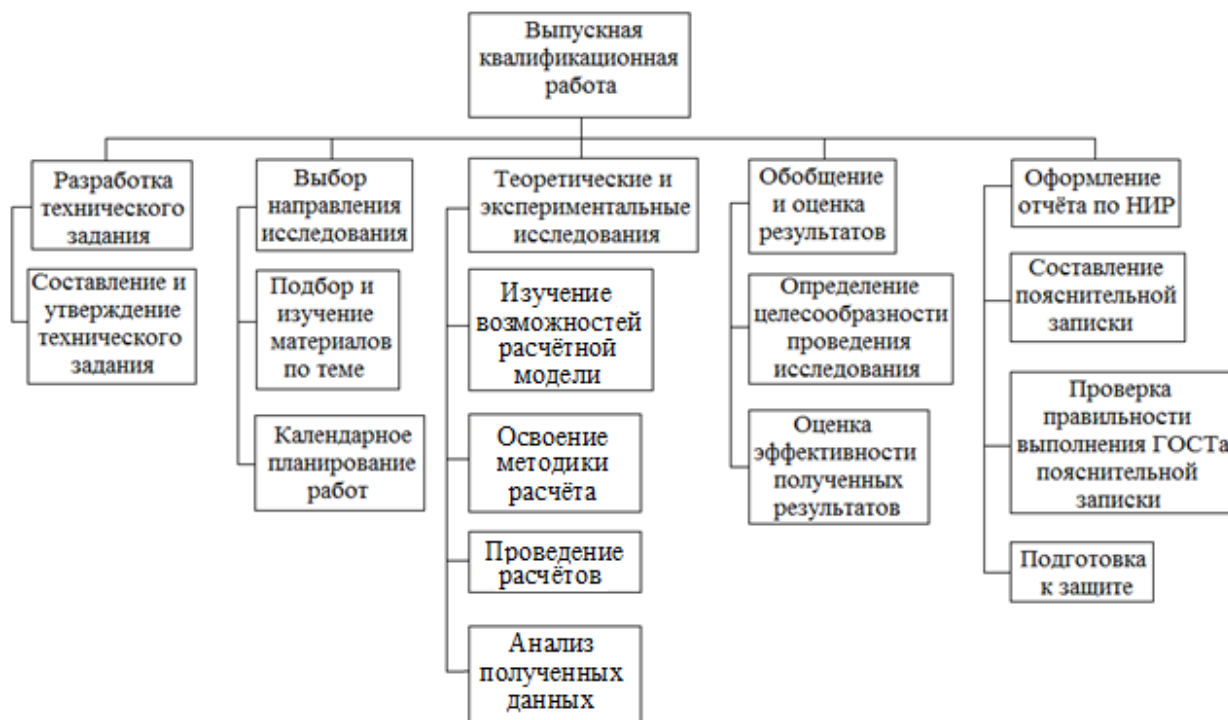 Выпускная
квалификационная
работа
Разработка
технического
задания
Составление и
утверждение
технического
задания
Выбор
направления
исследования
Подбор и
изучение
материалов
по теме
Календарное
планирование
работ
Теоретические и
экспериментальные
исследования
Изучение
возможностей
расчётной
модели
Освоение
методики
расчёта
Проведение
расчётов
Анализ
полученных
данных
Обобщение
и оценка
результатов
Определение
целесообразности
проведения
исследования
Оценка
эффективности
полученных
результатов
Оформление
отчёта по НИР
Составление
пояснительной
записки
Проверка
правильности
выполнения ГОСТа
пояснительной
записки
Подготовка
к защите